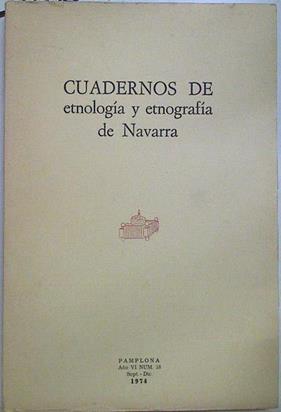 CUADERNOS DE
etnología y etnografía
de Navarra
PAMPLONA
Año VI NUM. 18
Sept. - Dic.
1974